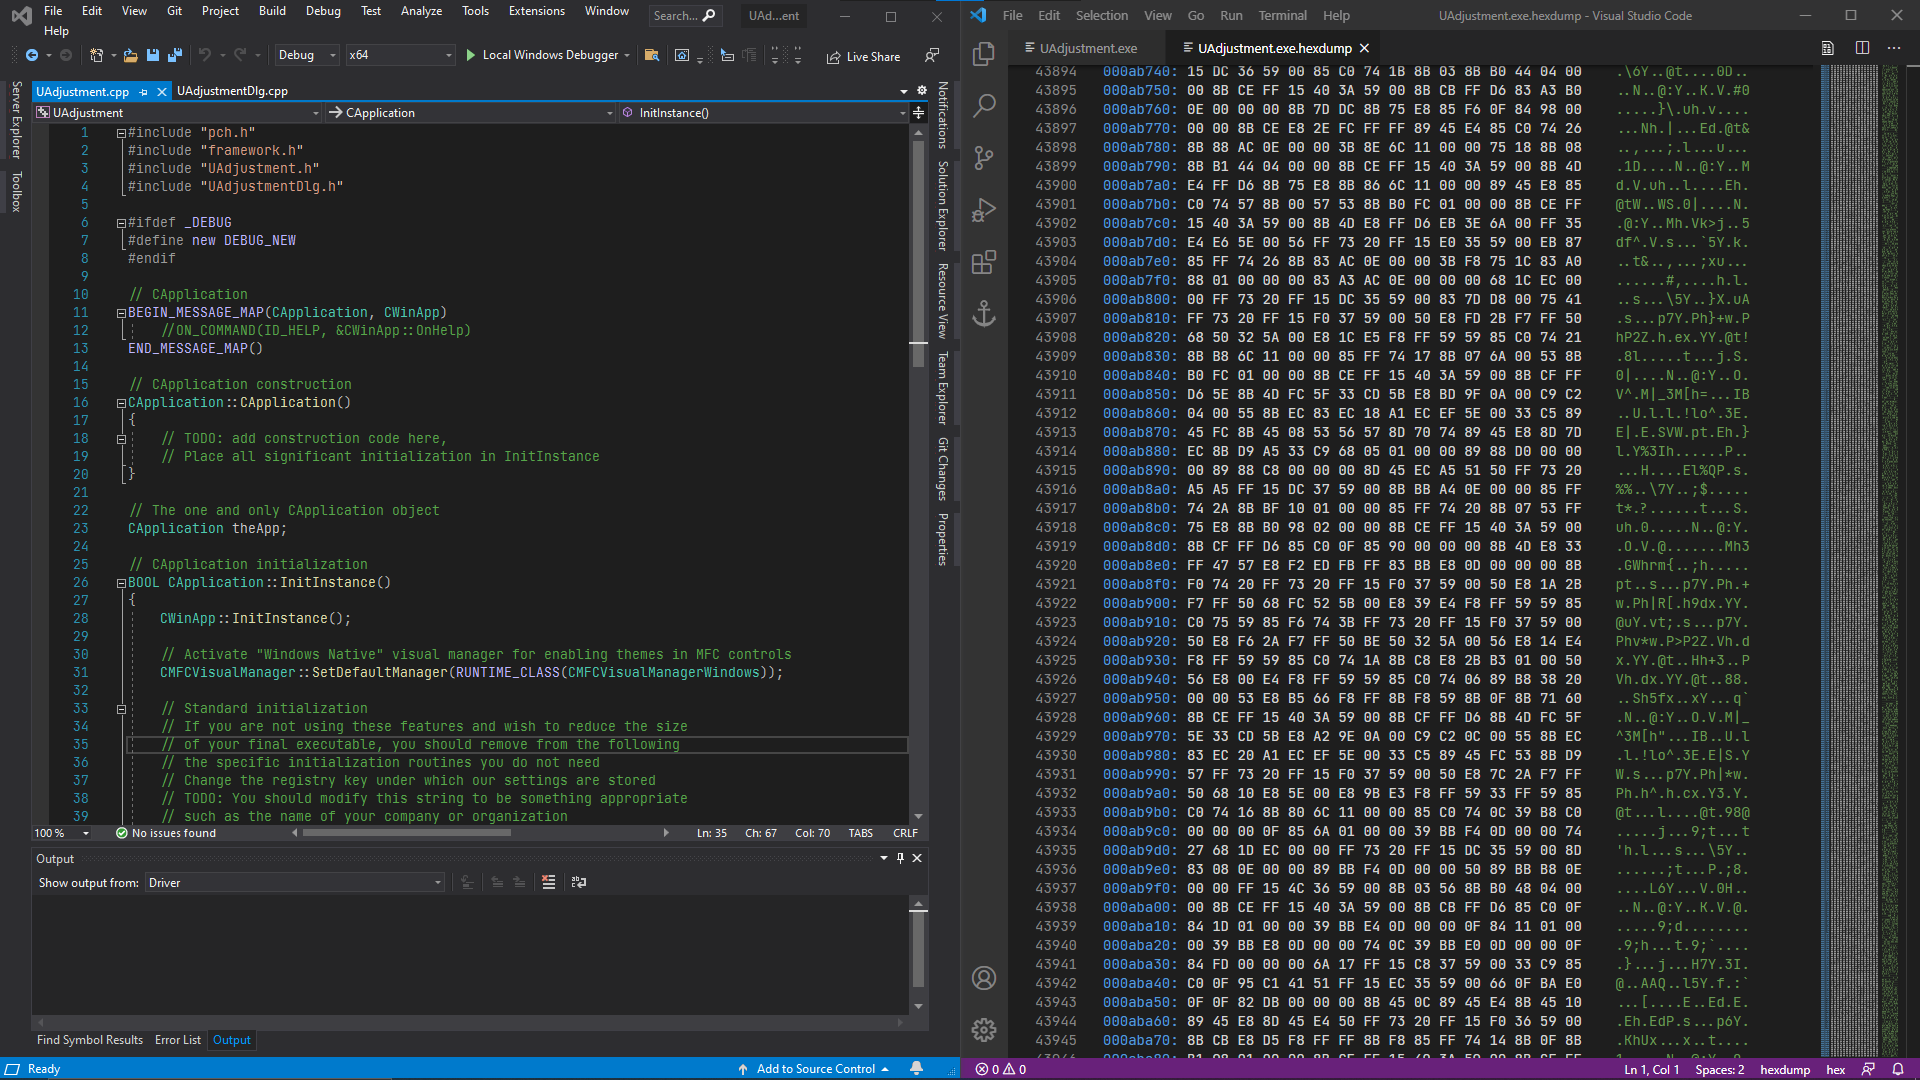 File Edit View Git Project Build Debug Test Analyze Tools Extensions Window Search... UAd...ent
Help
Debug x64 Local Windows Debugger Live Share
Server Explorer
Toolbox
UAdjustment.cpp UAdjustmentDlg.cpp
UAdjustment CApplication InitInstance()
1 #include "pch.h"
2 #include "framework.h"
3 #include "UAdjustment.h"
4 #include "UAdjustmentDlg.h"
5
6 #ifdef _DEBUG
7 #define new DEBUG_NEW
8 #endif
9
10 // CApplication
11 BEGIN_MESSAGE_MAP(CApplication, CWinApp)
12 //ON_COMMAND(ID_HELP, &CWinApp::OnHelp)
13 END_MESSAGE_MAP()
14
15 // CApplication construction
16 CApplication::CApplication()
17 {
18 // TODO: add construction code here,
19 // Place all significant initialization in InitInstance
20 }
21
22 // The one and only CApplication object
23 CApplication theApp;
24
25 // CApplication initialization
26 BOOL CApplication::InitInstance()
27 {
28 CWinApp::InitInstance();
29
30 // Activate "Windows Native" visual manager for enabling themes in MFC controls
31 CMFCVisualManager::SetDefaultManager(RUNTIME_CLASS(CMFCVisualManagerWindows));
32
33 // Standard initialization
34 // If you are not using these features and wish to reduce the size
35 // of your final executable, you should remove from the following
36 // the specific initialization routines you do not need
37 // Change the registry key under which our settings are stored
38 // TODO: You should modify this string to be something appropriate
39 // such as the name of your company or organization
100 % No issues found Ln: 35 Ch: 67 Col: 70 TABS CRLF
Output
Show output from: Driver
Find Symbol Results Error List Output
Ready Add to Source Control
Notifications
Solution Explorer
Resource View
Team Explorer
Git Changes
Properties
File Edit Selection View Go Run Terminal Help UAdjustment.exe.hexdump - Visual Studio Code
UAdjustment.exe UAdjustment.exe.hexdump
43894 000ab740: 15 DC 36 59 00 85 C0 74 1B 8B 03 8B B0 44 04 00 .\6Y..@t....0D..
43895 000ab750: 00 8B CE FF 15 40 3A 59 00 8B CB FF D6 83 A3 B0 ..N..@:Y..K.V.#0
43896 000ab760: 0E 00 00 00 8B 7D DC 8B 75 E8 85 F6 0F 84 98 00 .....}\.uh.v....
43897 000ab770: 00 00 8B CE E8 2E FC FF FF 89 45 E4 85 C0 74 26 ...Nh.|...Ed.@t&
43898 000ab780: 8B 88 AC 0E 00 00 3B 8E 6C 11 00 00 75 18 8B 08 ..,...;.l...u...
43899 000ab790: 8B B1 44 04 00 00 8B CE FF 15 40 3A 59 00 8B 4D .1D....N..@:Y..M
43900 000ab7a0: E4 FF D6 8B 75 E8 8B 86 6C 11 00 00 89 45 E8 85 d.V.uh..l....Eh.
43901 000ab7b0: C0 74 57 8B 00 57 53 8B B0 FC 01 00 00 8B CE FF @tW..WS.0|....N.
43902 000ab7c0: 15 40 3A 59 00 8B 4D E8 FF D6 EB 3E 6A 00 FF 35 .@:Y..Mh.Vk>j..5
43903 000ab7d0: E4 E6 5E 00 56 FF 73 20 FF 15 E0 35 59 00 EB 87 df^.V.s...`5Y.k.
43904 000ab7e0: 85 FF 74 26 8B 83 AC 0E 00 00 3B F8 75 1C 83 A0 ..t&..,...;xu..
43905 000ab7f0: 88 01 00 00 00 83 A3 AC 0E 00 00 00 68 1C EC 00 ......#,....h.l.
43906 000ab800: 00 FF 73 20 FF 15 DC 35 59 00 83 7D D8 00 75 41 ..s...\5Y..}X.uA
43907 000ab810: FF 73 20 FF 15 F0 37 59 00 50 E8 FD 2B F7 FF 50 .s...p7Y.Ph}+w.P
43908 000ab820: 68 50 32 5A 00 E8 1C E5 F8 FF 59 59 85 C0 74 21 hP2Z.h.ex.YY.@t!
43909 000ab830: 8B B8 6C 11 00 00 85 FF 74 17 8B 07 6A 00 53 8B .8l.....t...j.S.
43910 000ab840: B0 FC 01 00 00 8B CE FF 15 40 3A 59 00 8B CF FF 0|....N..@:Y..O.
43911 000ab850: D6 5E 8B 4D FC 5F 33 CD 5B E8 BD 9F 0A 00 C9 C2 V^.M|_3M[h=...IB
43912 000ab860: 04 00 55 8B EC 83 EC 18 A1 EC EF 5E 00 33 C5 89 ..U.l.l.!lo^.3E.
43913 000ab870: 45 FC 8B 45 08 53 56 57 8D 70 74 89 45 E8 8D 7D E|.E.SVW.pt.Eh.}
43914 000ab880: EC 8B D9 A5 33 C9 68 05 01 00 00 89 88 D0 00 00 l.Y%3Ih......P..
43915 000ab890: 00 89 88 C8 00 00 00 8D 45 EC A5 51 50 FF 73 20 ...H....El%QP.s.
43916 000ab8a0: A5 A5 FF 15 DC 37 59 00 8B BB A4 0E 00 00 85 FF %%..\7Y..;$.....
43917 000ab8b0: 74 2A 8B BF 10 01 00 00 85 FF 74 20 8B 07 53 FF t*.?......t...S.
43918 000ab8c0: 75 E8 8B B0 98 02 00 00 8B CE FF 15 40 3A 59 00 uh.0.....N..@:Y.
43919 000ab8d0: 8B CF FF D6 85 C0 0F 85 90 00 00 00 8B 4D E8 33 .O.V.@.......Mh3
43920 000ab8e0: FF 47 57 E8 F2 ED FB FF 83 BB E8 0D 00 00 00 8B .GWhrm{..;h.....
43921 000ab8f0: F0 74 20 FF 73 20 FF 15 F0 37 59 00 50 E8 1A 2B pt..s...p7Y.Ph.+
43922 000ab900: F7 FF 50 68 FC 52 5B 00 E8 39 E4 F8 FF 59 59 85 w.Ph|R[.h9dx.YY.
43923 000ab910: C0 75 59 85 F6 74 3B FF 73 20 FF 15 F0 37 59 00 @uY.vt;.s...p7Y.
43924 000ab920: 50 E8 F6 2A F7 FF 50 BE 50 32 5A 00 56 E8 14 E4 Phv*w.P>P2Z.Vh.d
43925 000ab930: F8 FF 59 59 85 C0 74 1A 8B C8 E8 2B B3 01 00 50 x.YY.@t..Hh+3..P
43926 000ab940: 56 E8 00 E4 F8 FF 59 59 85 C0 74 06 89 B8 38 20 Vh.dx.YY.@t..88.
43927 000ab950: 00 00 53 E8 B5 66 F8 FF 8B F8 59 8B 0F 8B 71 60 ..Sh5fx..xY...q`
43928 000ab960: 8B CE FF 15 40 3A 59 00 8B CF FF D6 8B 4D FC 5F .N..@:Y..O.V.M|_
43929 000ab970: 5E 33 CD 5B E8 A2 9E 0A 00 C9 C2 0C 00 55 8B EC ^3M[h"...IB..U.l
43930 000ab980: 83 EC 20 A1 EC EF 5E 00 33 C5 89 45 FC 53 8B D9 .l.!lo^.3E.E|S.Y
43931 000ab990: 57 FF 73 20 FF 15 F0 37 59 00 50 E8 7C 2A F7 FF W.s...p7Y.Ph|*w.
43932 000ab9a0: 50 68 10 E8 5E 00 E8 9B E3 F8 FF 59 33 FF 59 85 Ph.h^.h.cx.Y3.Y.
43933 000ab9b0: C0 74 16 8B 80 6C 11 00 00 85 C0 74 0C 39 B8 C0 @t...l....@t.98@
43934 000ab9c0: 00 00 00 0F 85 6A 01 00 00 39 BB F4 0D 00 00 74 .....j...9;t...t
43935 000ab9d0: 27 68 1D EC 00 00 FF 73 20 FF 15 DC 35 59 00 8D 'h.l...s...\5Y..
43936 000ab9e0: 83 08 0E 00 00 89 BB F4 0D 00 00 50 89 BB B8 0E ......;t...P.;8.
43937 000ab9f0: 00 00 FF 15 4C 36 59 00 8B 03 56 8B B0 48 04 00 ....L6Y...V.0H..
43938 000aba00: 00 8B CE FF 15 40 3A 59 00 8B CB FF D6 85 C0 0F ..N..@:Y..K.V.@.
43939 000aba10: 84 1D 01 00 00 39 BB E4 0D 00 00 0F 84 11 01 00 .....9;d........
43940 000aba20: 00 39 BB E8 0D 00 00 74 0C 39 BB E0 0D 00 00 0F .9;h...t.9;`....
43941 000aba30: 84 FD 00 00 00 6A 17 FF 15 C8 37 59 00 33 C9 85 .}...j...H7Y.3I.
43942 000aba40: C0 0F 95 C1 41 51 FF 15 EC 35 59 00 66 0F BA E0 @..AAQ..l5Y.f.:`
43943 000aba50: 0F 0F 82 DB 00 00 00 8B 45 0C 89 45 E4 8B 45 10 ...[....E..Ed.E.
43944 000aba60: 89 45 E8 8D 45 E4 50 FF 73 20 FF 15 F0 36 59 00 .Eh.EdP.s...p6Y.
43945 000aba70: 8B CB E8 D5 F8 FF FF 8B F8 85 FF 74 14 8B 0F 8B .KhUx...x..t....
0 0 Ln 1, Col 1 Spaces: 2 hexdump hex